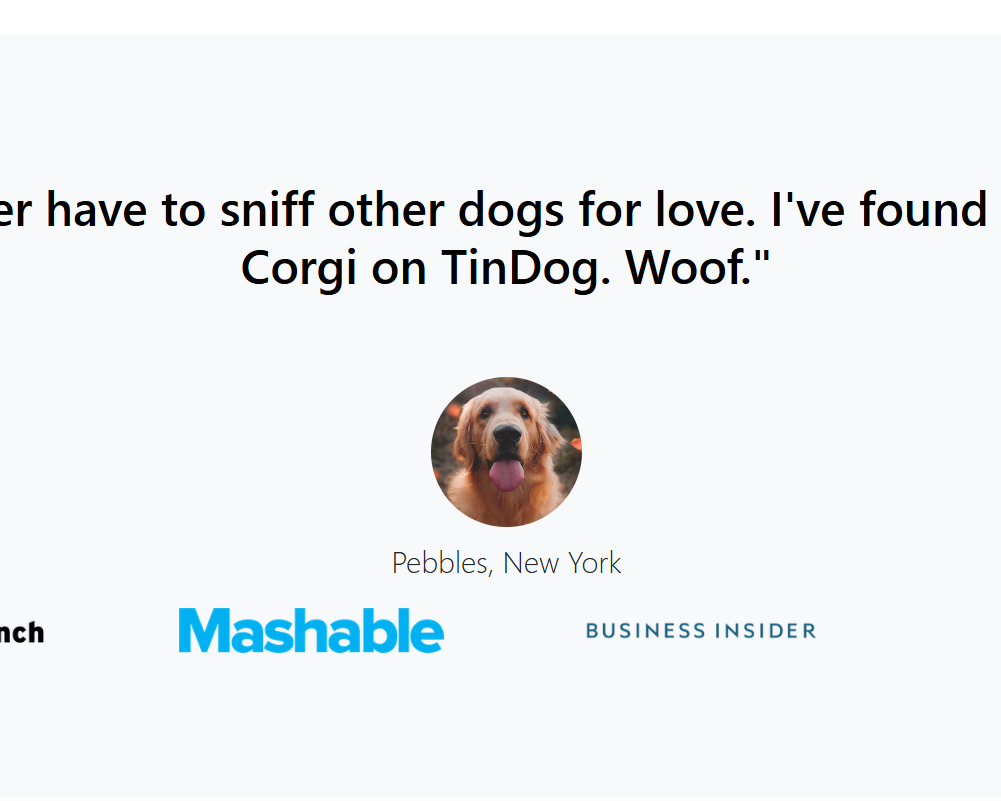 er have to sniff other dogs for love. I've found
Corgi on TinDog. Woof."
Pebbles, New York
nch
Mashable
BUSINESS INSIDER